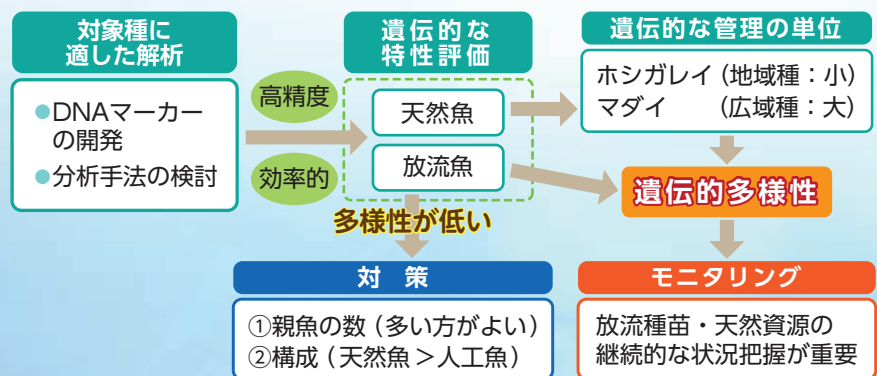 対象種に
適した解析
●DNAマーカー
の開発
●分析手法の検討
高精度
効率的
遺伝的な
特性評価
天然魚
放流魚
多様性が低い
遺伝的な管理の単位
ホシガレイ（地域種：小）
マダイ　　（広域種：大）
遺伝的多様性
対　策
①親魚の数（多い方がよい）
②構成（天然魚＞人工魚）
モニタリング
放流種苗・天然資源の
継続的な状況把握が重要